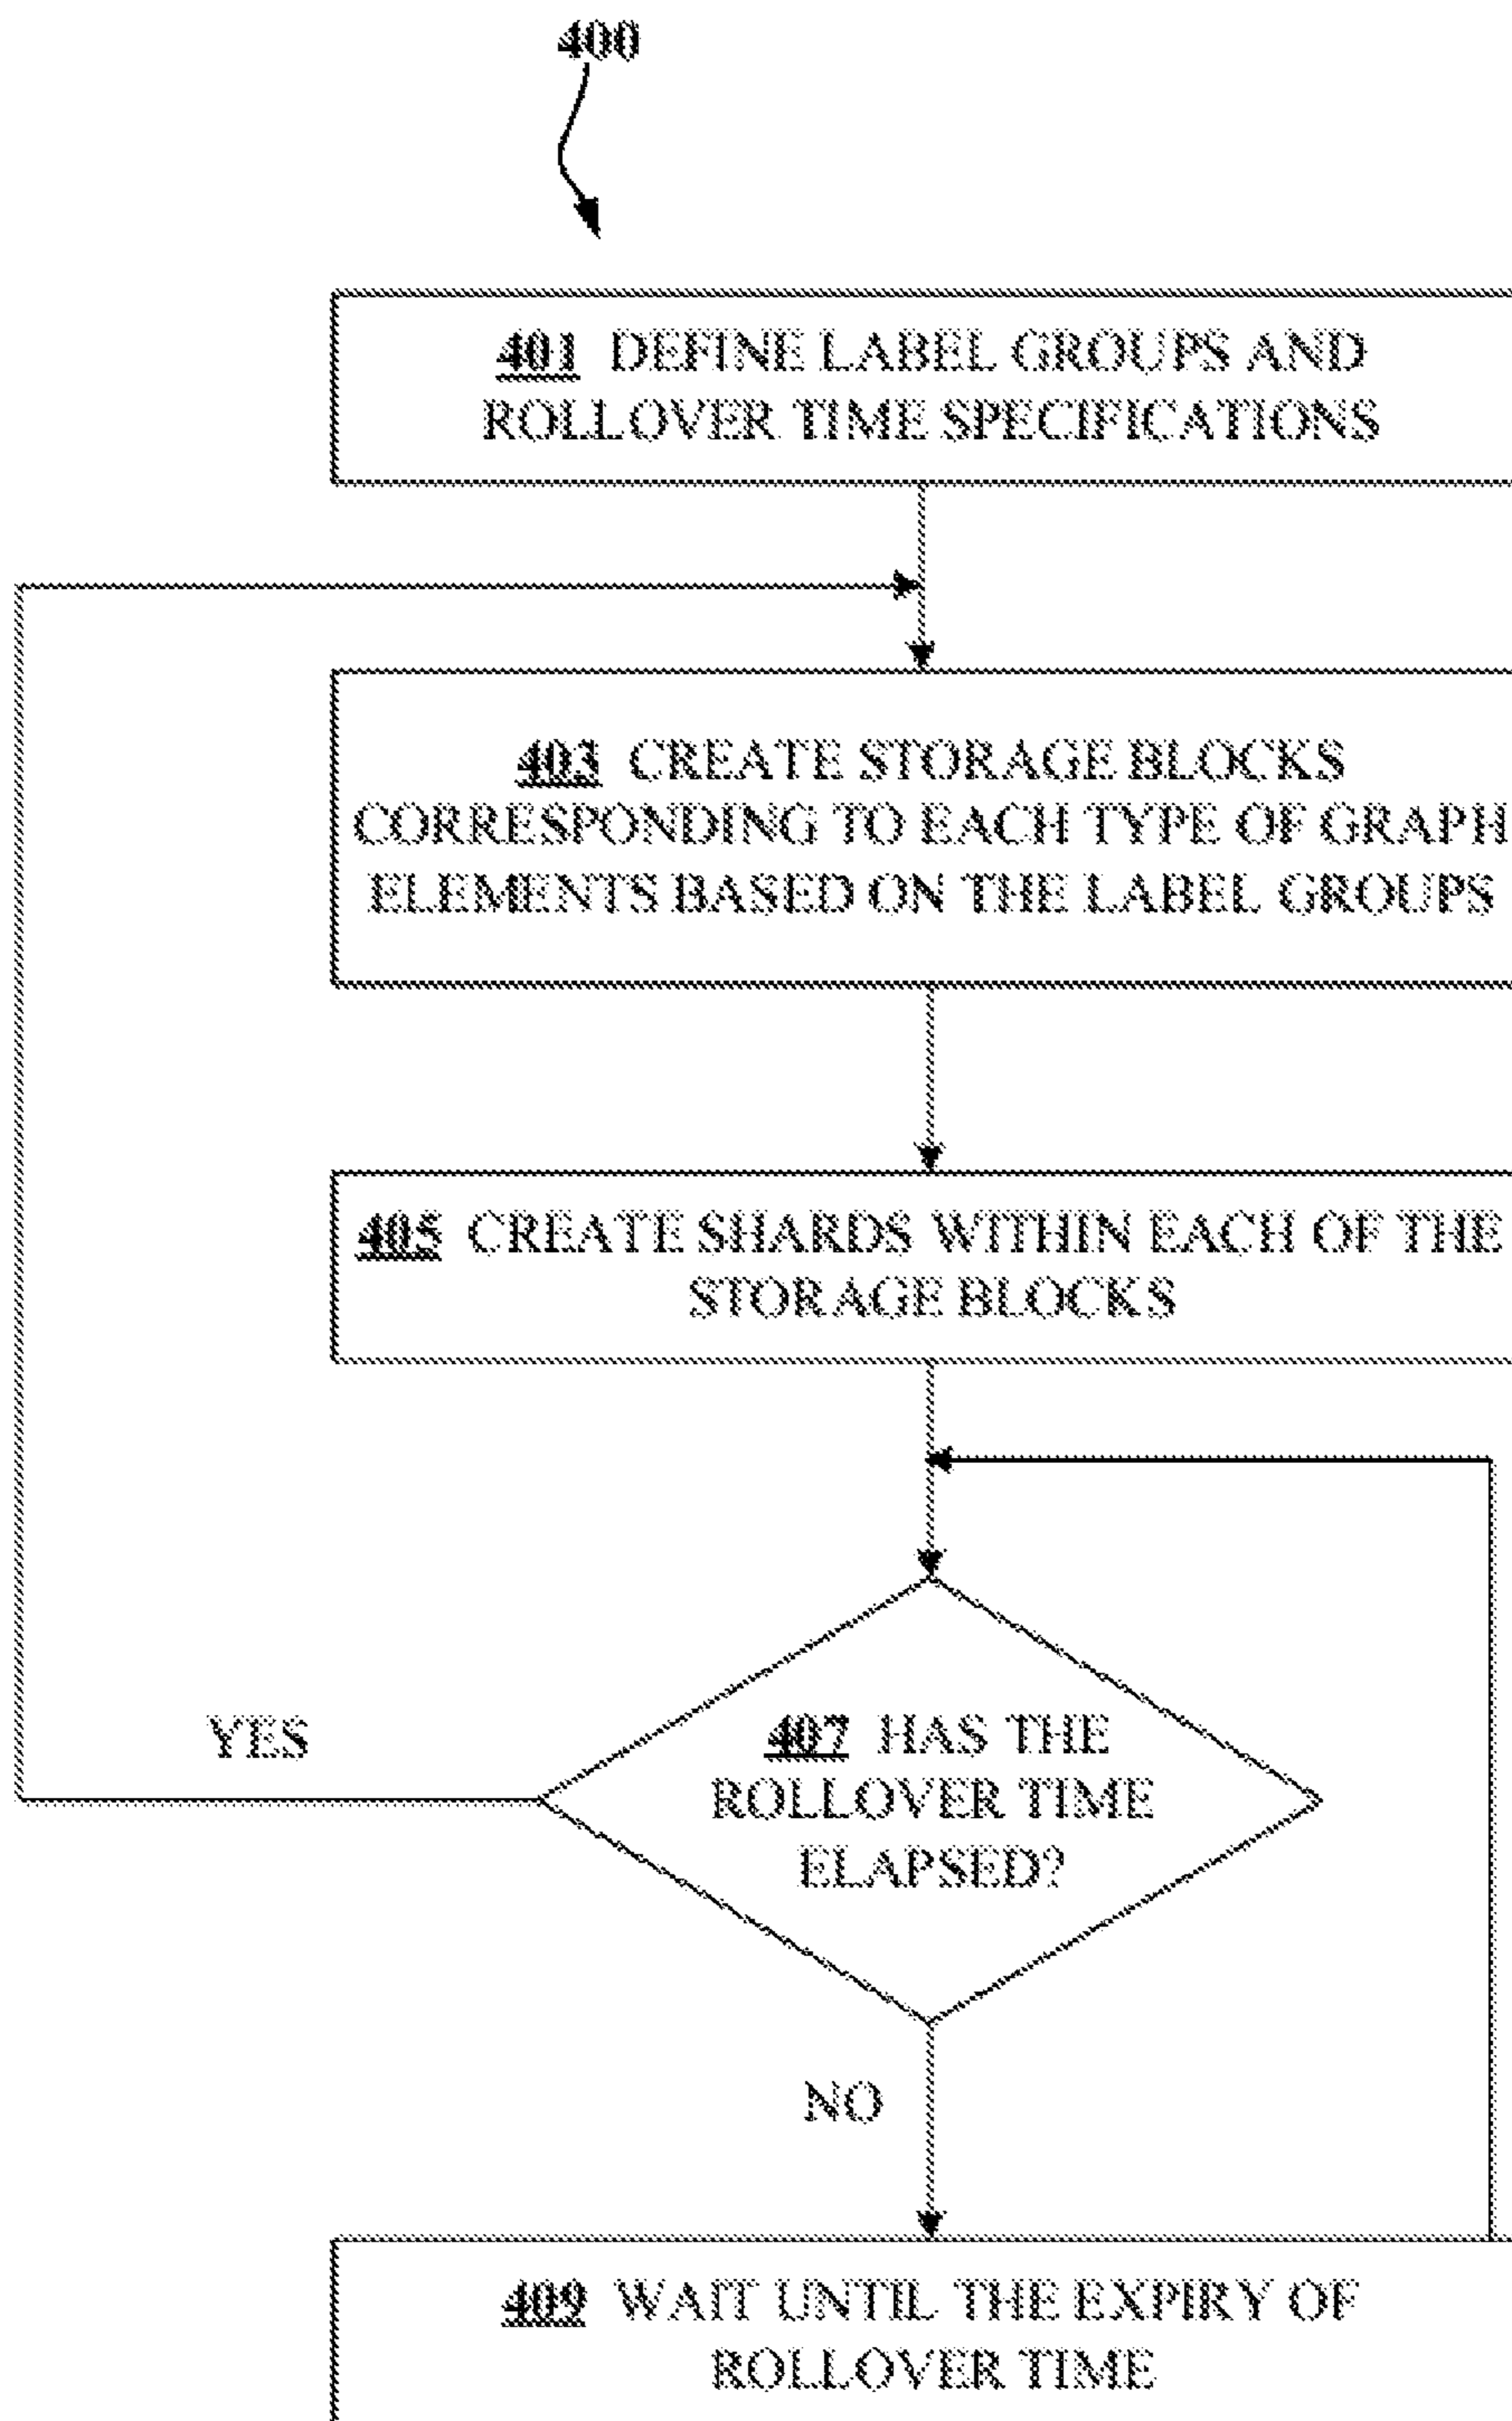 400
401 DEFINE LABEL GROUPS AND
ROLLOVER TIME SPECIFICATIONS
403 CREATE STORAGE BLOCKS
CORRESPONDING TO EACH TYPE OF GRAPH
ELEMENTS BASED ON THE LABEL GROUPS
405 CREATE SHARDS WITHIN EACH OF THE
STORAGE BLOCKS
YES
407 HAS THE
ROLLOVER TIME
ELAPSED?
NO
409 WAIT UNTIL THE EXPIRY OF
ROLLOVER TIME